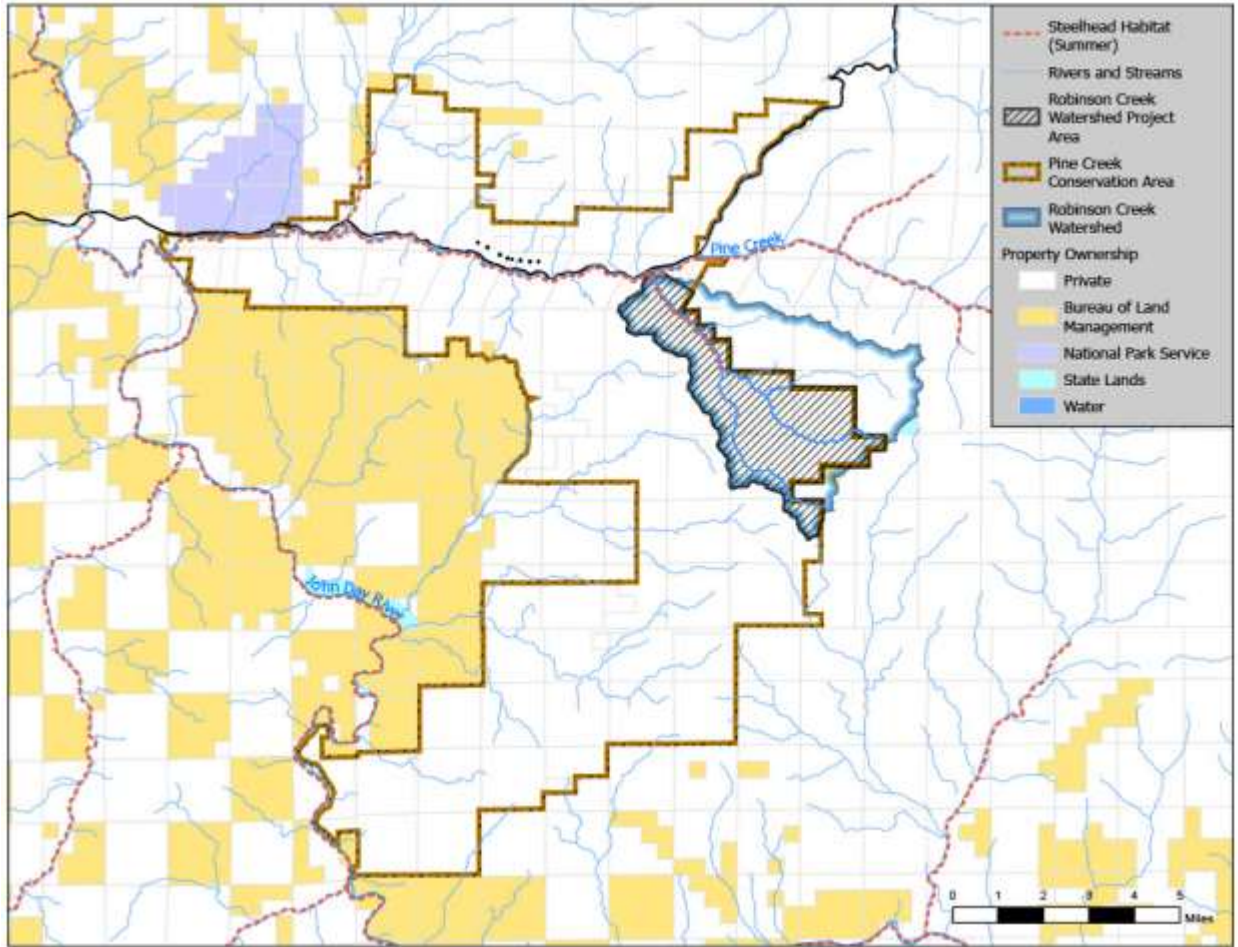 Steelhead Habitat
(Summer)
Rivers and Streams
Robinson Creek
Watershed Project
Area
Pine Creek
Conservation Area
Robinson Creek
Watershed
Property Ownership
Private
Bureau of Land
Management
National Park Service
State Lands
Water
Pine Creek
John Day River
0 1 2 3 4 5
Miles